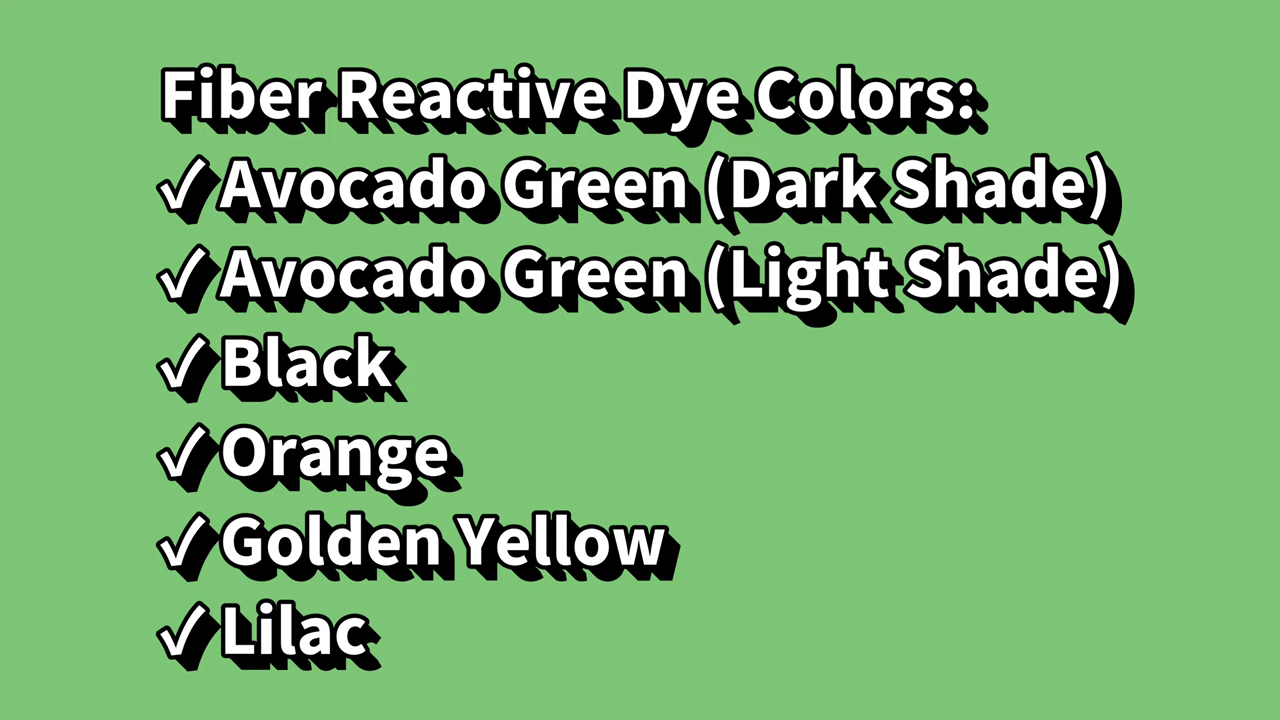 Fiber Reactive Dye Colors:
✓ Avocado Green (Dark Shade)
✓ Avocado Green (Light Shade)
✓ Black
✓ Orange
✓ Golden Yellow
✓ Lilac